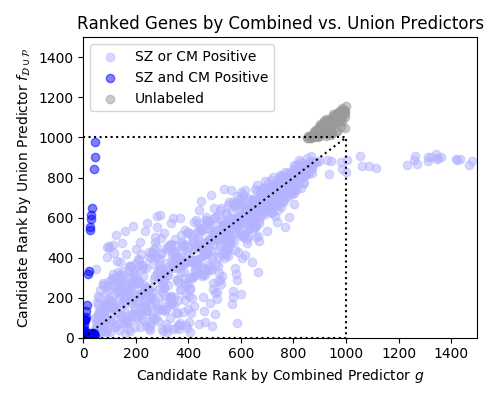 Ranked Genes by Combined vs. Union Predictors
SZ or CM Positive
SZ and CM Positive
Unlabeled
Candidate Rank by Union Predictor f_{𝒟∪𝒫}
1400
1200
1000
800
600
400
200
0
0 200 400 600 800 1000 1200 1400
Candidate Rank by Combined Predictor g